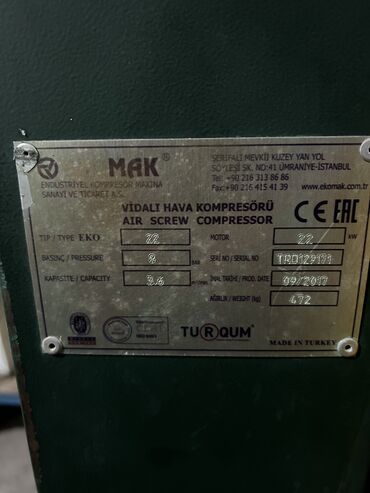 MAK®
ENDÜSTRİYEL KOMPRESÖR MAKİNA
SANAYİ VE TİCARET A.Ş.
ŞERİFALİ MEVKİİ KUZEY YAN YOL
SÖYLEŞİ SK. NO:41 ÜMRANİYE-İSTANBUL
Tel: +90 216 313 86 86
Fax:+90 216 415 41 39 www.ekomak.com.tr
VİDALI HAVA KOMPRESÖRÜ
AIR SCREW COMPRESSOR
CE EAC
TİP/TYPE EKO 22 MOTOR 22 kW
BASINÇ/PRESSURE 8 BAR SERİ NO/SERIAL NO
KAPASİTE/CAPACITY 3.6 m³/min. İMAL TARİHİ/PROD. DATE 09/2017
AĞIRLIK/WEIGHT (kg) 472
TURQUM®
MADE IN TURKEY